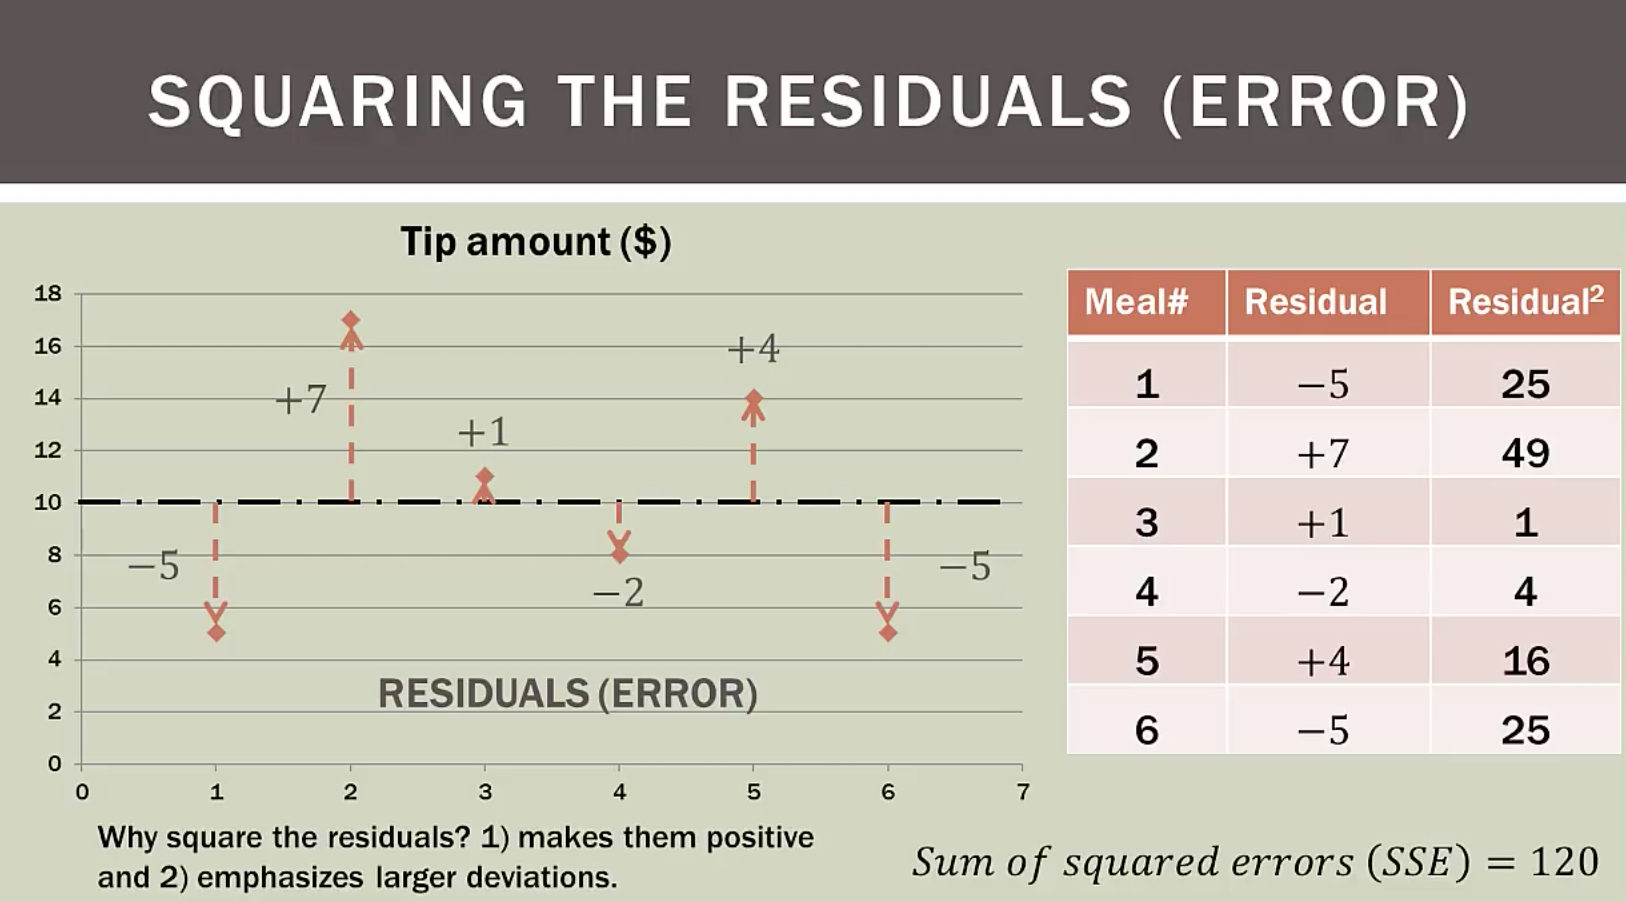 SQUARING THE RESIDUALS (ERROR)
Tip amount ($)
18
16
14
12
10
8
6
4
2
0
+7
+1
+4
−5
−2
−5
RESIDUALS (ERROR)
0 1 2 3 4 5 6 7
Meal# Residual Residual²
1 −5 25
2 +7 49
3 +1 1
4 −2 4
5 +4 16
6 −5 25
Why square the residuals? 1) makes them positive
and 2) emphasizes larger deviations.
Sum of squared errors (SSE) = 120